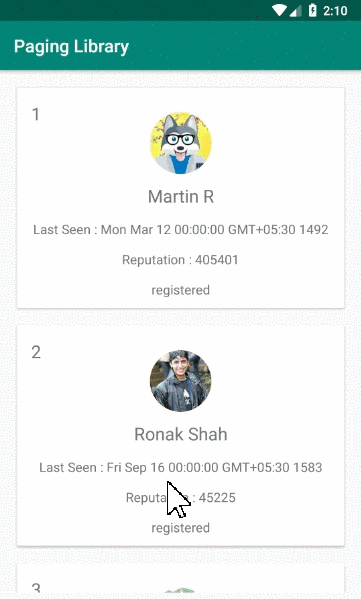 2:10
Paging Library
1
Martin R
Last Seen : Mon Mar 12 00:00:00 GMT+05:30 1492
Reputation : 405401
registered
2
Ronak Shah
Last Seen : Fri Sep 16 00:00:00 GMT+05:30 1583
: 45225
registered
3